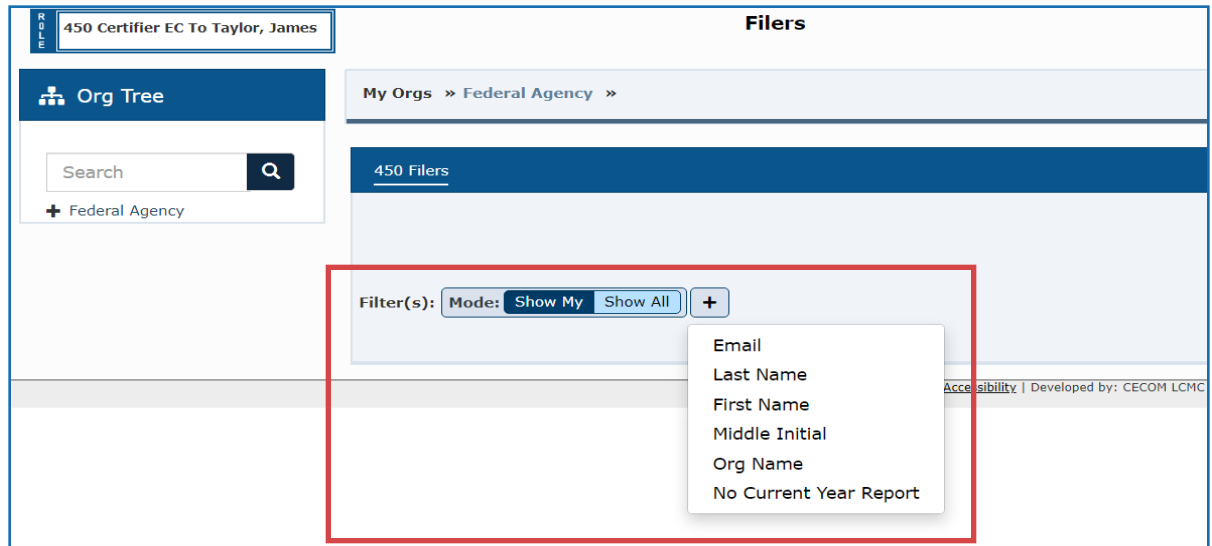 ROLE
450 Certifier EC To Taylor, James
Filers
Org Tree
My Orgs » Federal Agency »
Search
Federal Agency
450 Filers
Filter(s): Mode: Show My Show All +
Email
Last Name
First Name
Middle Initial
Org Name
No Current Year Report
Accessibility | Developed by: CECOM LCMC